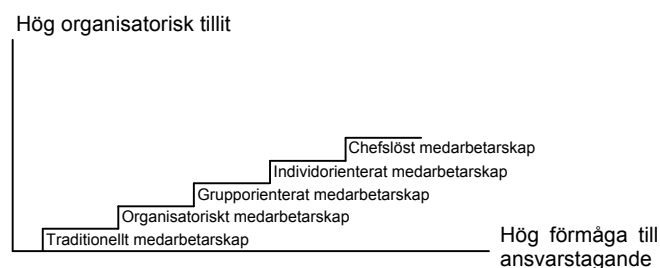 Hög organisatorisk tillit
Chefslöst medarbetarskap
Individorienterat medarbetarskap
Grupporienterat medarbetarskap
Organisatoriskt medarbetarskap
Traditionellt medarbetarskap
Hög förmåga till
ansvarstagande